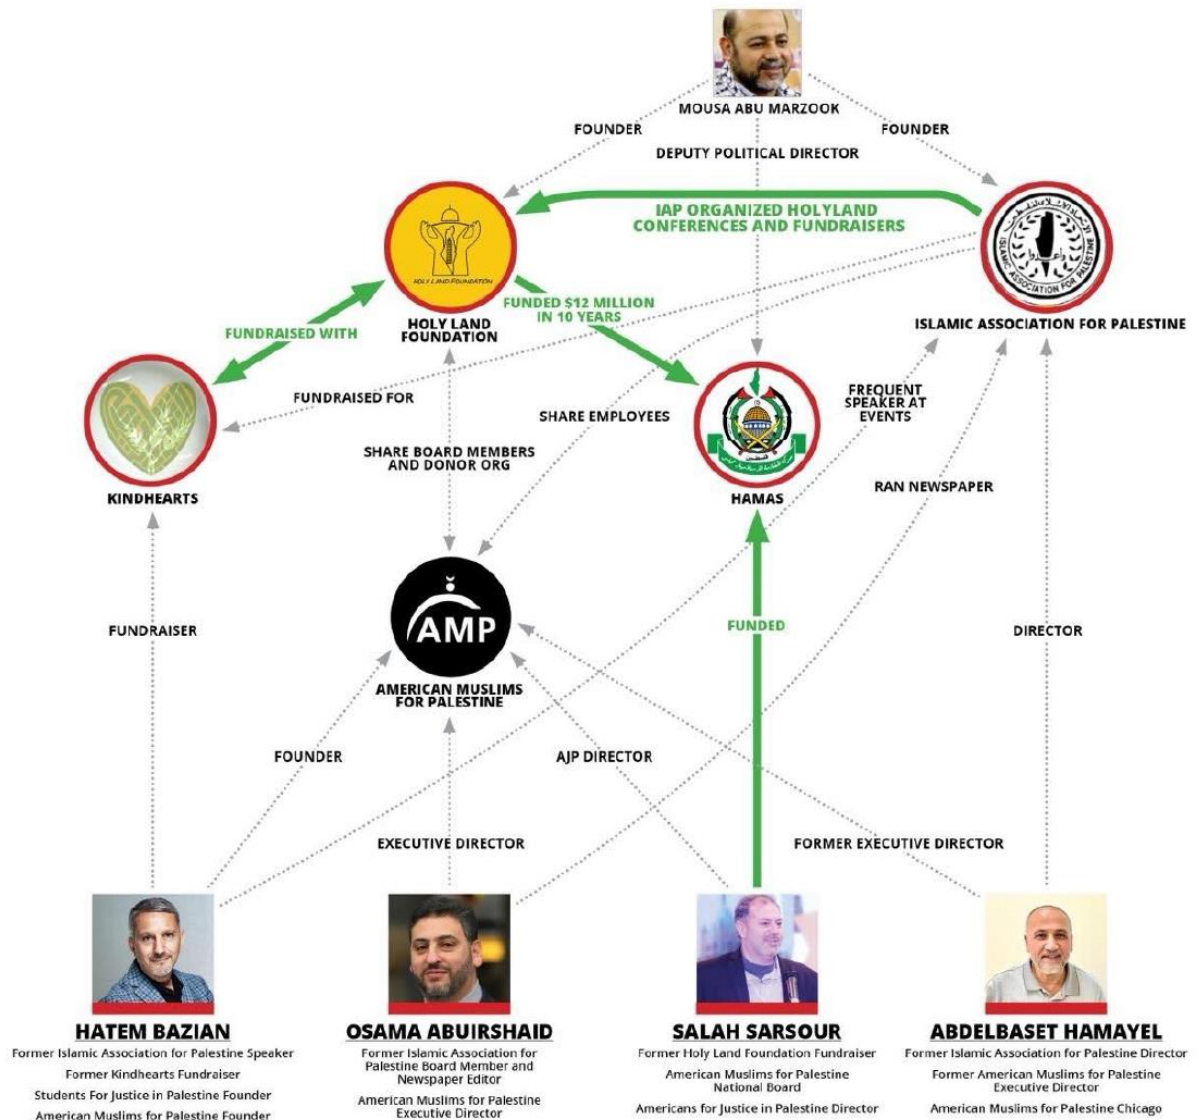 MOUSA ABU MARZOOK
FOUNDER
FOUNDER
DEPUTY POLITICAL DIRECTOR
IAP ORGANIZED HOLYLAND
CONFERENCES AND FUNDRAISERS
HOLY LAND FOUNDATION
ISLAMIC ASSOCIATION FOR PALESTINE
FUNDED $12 MILLION
IN 10 YEARS
HOLY LAND
FOUNDATION
ISLAMIC ASSOCIATION FOR PALESTINE
FUNDRAISED WITH
FUNDRAISED FOR
SHARE EMPLOYEES
FREQUENT
SPEAKER AT
EVENTS
SHARE BOARD MEMBERS
AND DONOR ORG
فلسطين
KINDHEARTS
HAMAS
RAN NEWSPAPER
AMP
FUNDRAISER
FUNDED
DIRECTOR
AMERICAN MUSLIMS
FOR PALESTINE
FOUNDER
AJP DIRECTOR
EXECUTIVE DIRECTOR
FORMER EXECUTIVE DIRECTOR
HATEM BAZIAN
Former Islamic Association for Palestine Speaker
Former Kindhearts Fundraiser
Students For Justice in Palestine Founder
American Muslims for Palestine Founder
OSAMA ABUIRSHAID
Former Islamic Association for
Palestine Board Member and
Newspaper Editor
American Muslims for Palestine
Executive Director
SALAH SARSOUR
Former Holy Land Foundation Fundraiser
American Muslims for Palestine
National Board
Americans for Justice in Palestine Director
ABDELBASET HAMAYEL
Former Islamic Association for Palestine Director
Former American Muslims for Palestine
Executive Director
American Muslims for Palestine Chicago